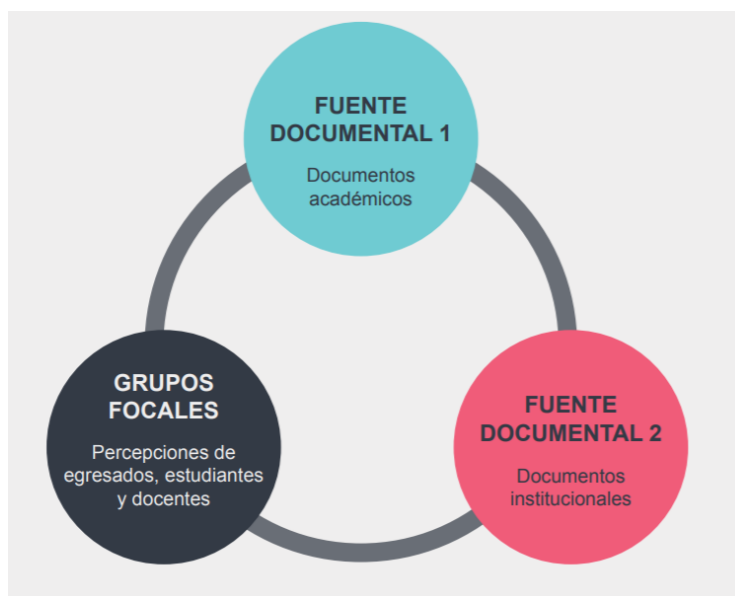 FUENTE
DOCUMENTAL 1
Documentos
académicos
GRUPOS
FOCALES
Percepciones de
egresados, estudiantes
y docentes
FUENTE
DOCUMENTAL 2
Documentos
institucionales